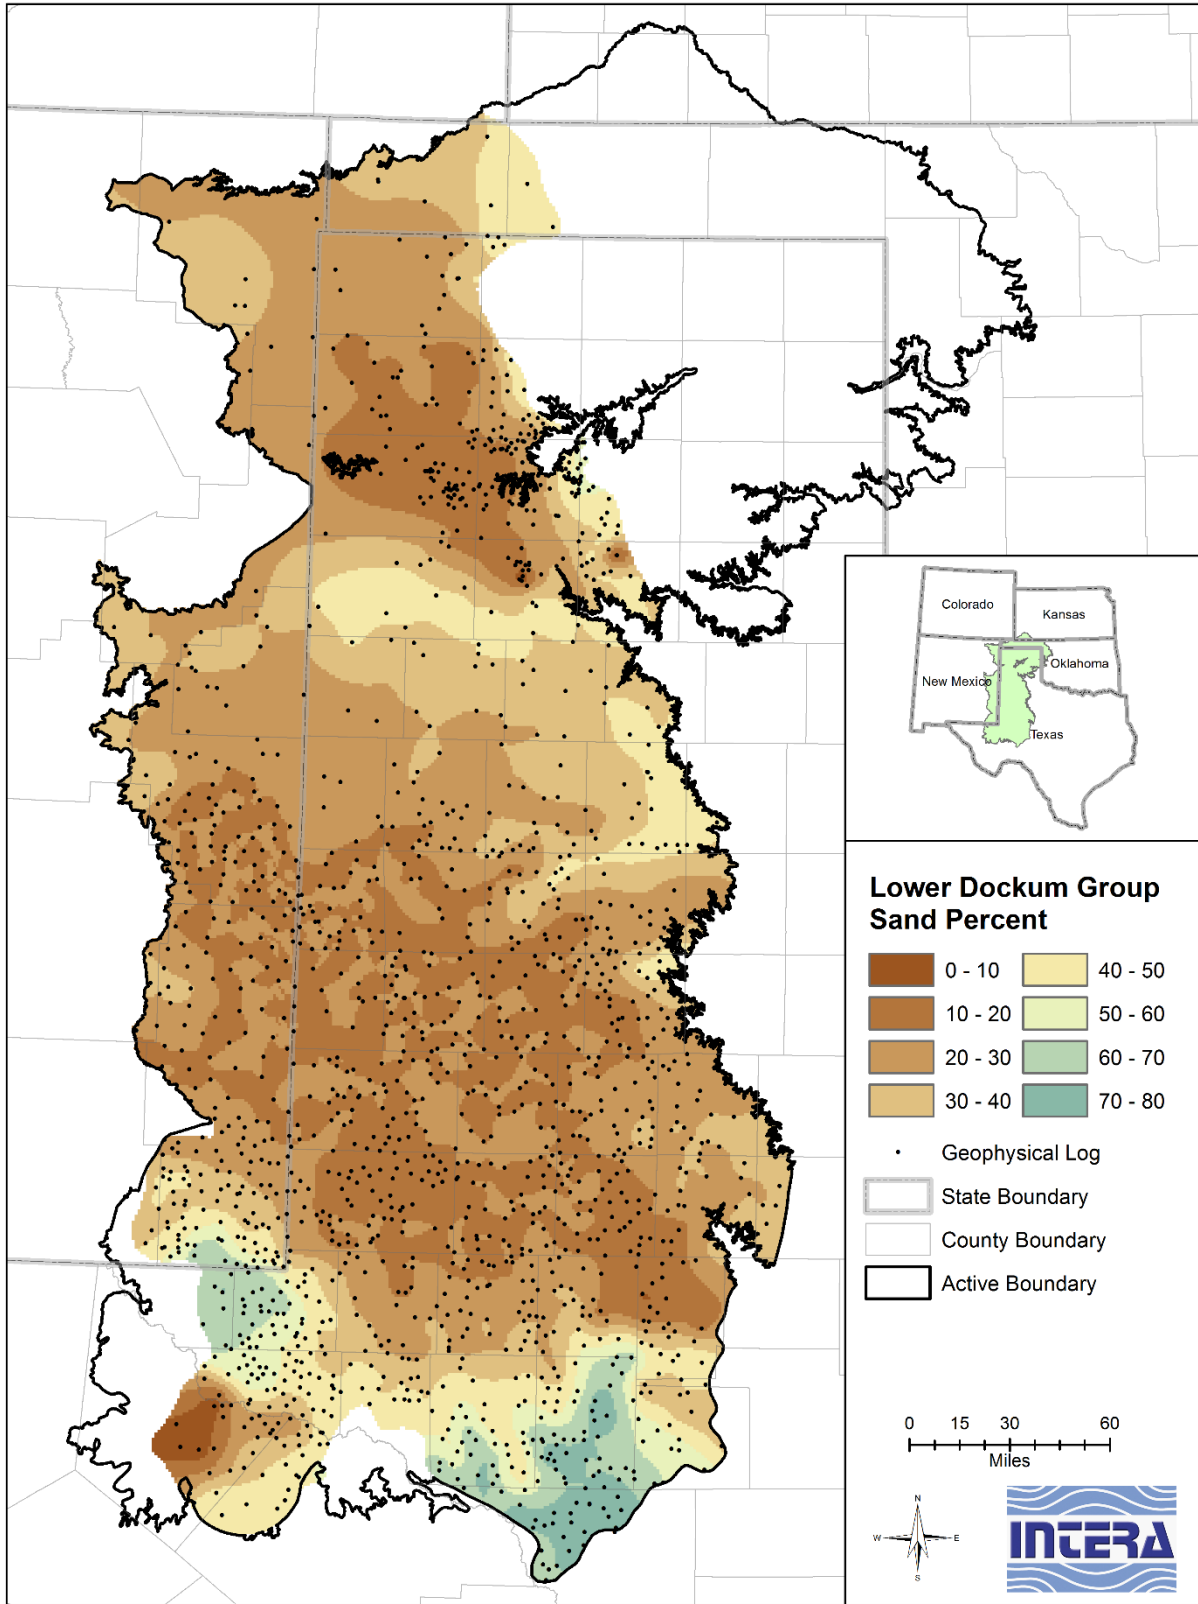 Colorado
Kansas
New Mexico
Oklahoma
Texas
Lower Dockum Group
Sand Percent
0 - 10
40 - 50
10 - 20
50 - 60
20 - 30
60 - 70
30 - 40
70 - 80
Geophysical Log
State Boundary
County Boundary
Active Boundary
0 15 30 60
Miles
N
W E
S
INTERA